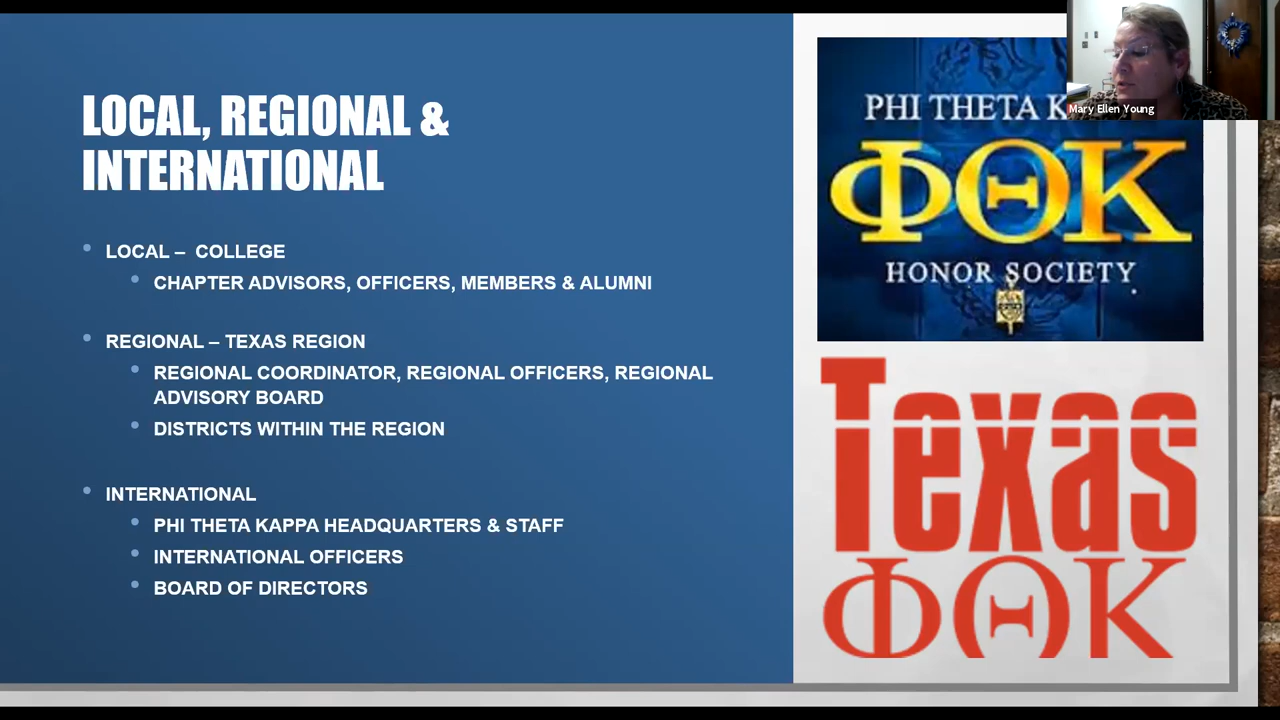 LOCAL, REGIONAL &
INTERNATIONAL
LOCAL – COLLEGE
CHAPTER ADVISORS, OFFICERS, MEMBERS & ALUMNI
REGIONAL – TEXAS REGION
REGIONAL COORDINATOR, REGIONAL OFFICERS, REGIONAL
ADVISORY BOARD
DISTRICTS WITHIN THE REGION
INTERNATIONAL
PHI THETA KAPPA HEADQUARTERS & STAFF
INTERNATIONAL OFFICERS
BOARD OF DIRECTORS
PHI THETA K
ΦΘΚ
HONOR SOCIETY
Texas
ΦΘΚ
Mary Ellen Young